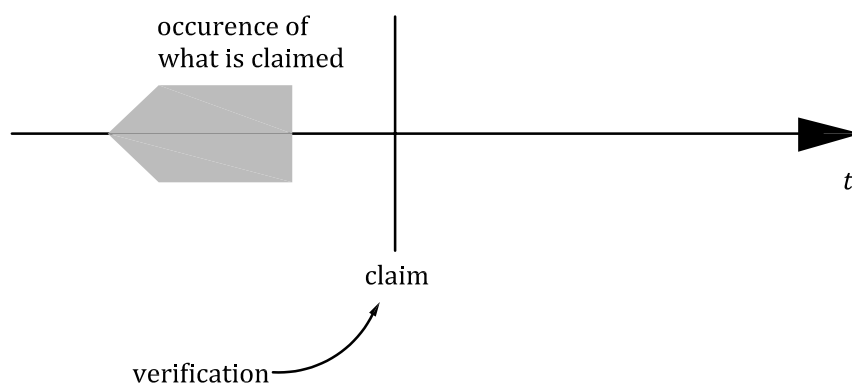 occurence of
what is claimed
t
claim
verification